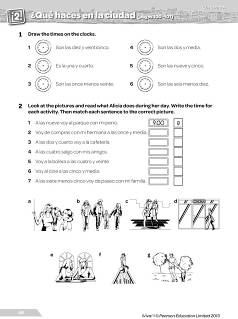 2 ¿Qué haces en la ciudad
1 Draw the times on the clocks.
1 Son las diez y veinticinco.
4 Son las dos y media.
2 Es la una y cuarto.
5 Son las nueve y cinco.
3 Son las once menos veinte.
6 Son las seis menos diez.
2 Look at the pictures and read what Alicia does during her day. Write the time for
each activity. Then match each sentence to the correct picture.
1 A las nueve voy al parque con mi perro. 9.00 g
2 Voy de compras con mi hermana a las once y media.
3 A las dos y cuarto voy a la cafetería.
4 A las cuatro salgo con mis amigos.
5 Voy a la bolera a las cuatro y veinte.
6 Voy al cine a las cinco y media.
7 A las siete menos cinco voy de paseo con mi familia.
a b c d
e f g
¡Viva! 1 © Pearson Education Limited 2013